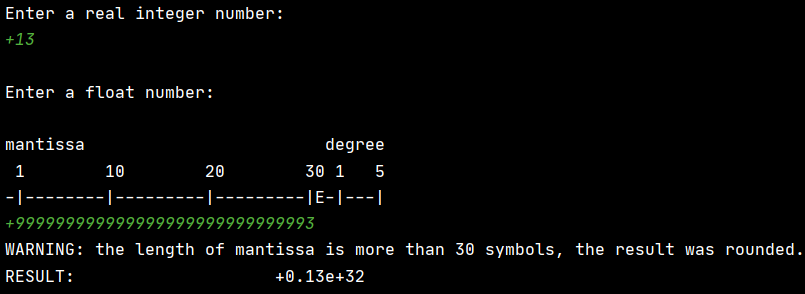 Enter a real integer number:
+13
Enter a float number:
mantissa                        degree
 1        10        20        30 1   5
-|--------|---------|---------|E-|---|
+999999999999999999999999999993
WARNING: the length of mantissa is more than 30 symbols, the result was rounded.
RESULT:                    +0.13e+32